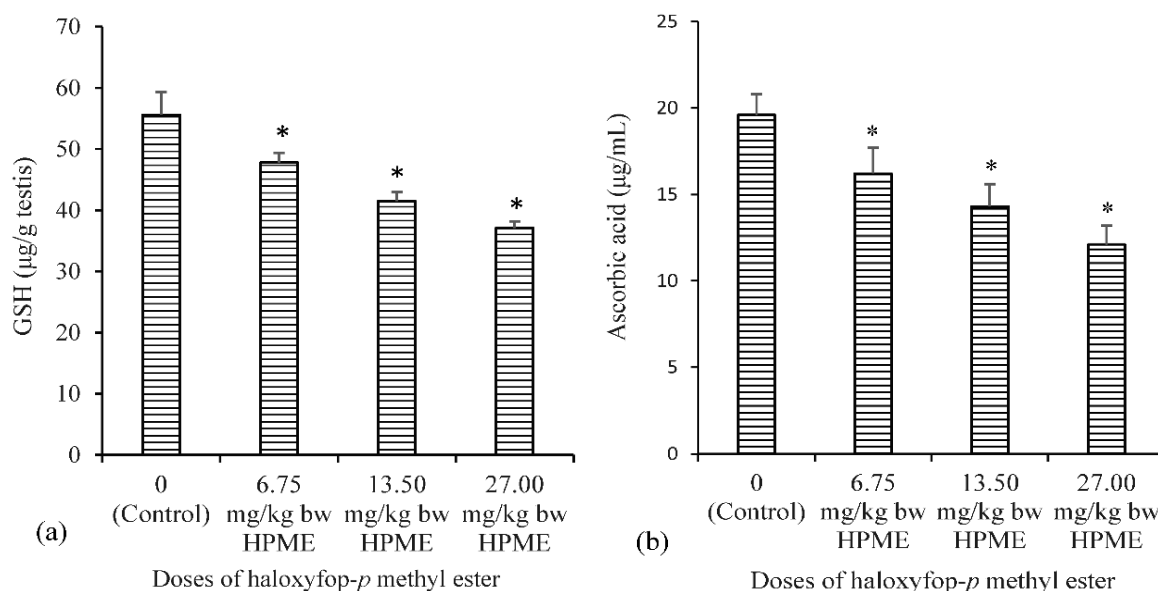 70
60
50
40
30
20
10
0
GSH (µg/g testis)
*
*
*
0 6.75 13.50 27.00
(Control) mg/kg bw mg/kg bw mg/kg bw
HPME HPME HPME
(a)
Doses of haloxyfop-p methyl ester
25
20
15
10
5
0
Ascorbic acid (µg/mL)
*
*
*
0 6.75 13.50 27.00
(Control) mg/kg bw mg/kg bw mg/kg bw
HPME HPME HPME
(b)
Doses of haloxyfop-p methyl ester